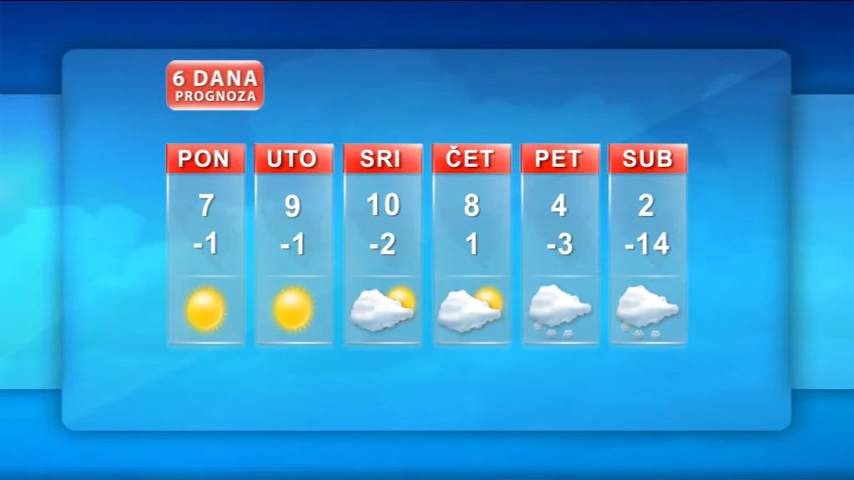 6 DANA
PROGNOZA
PON UTO SRI ČET PET SUB
7 9 10 8 4 2
-1 -1 -2 1 -3 -14